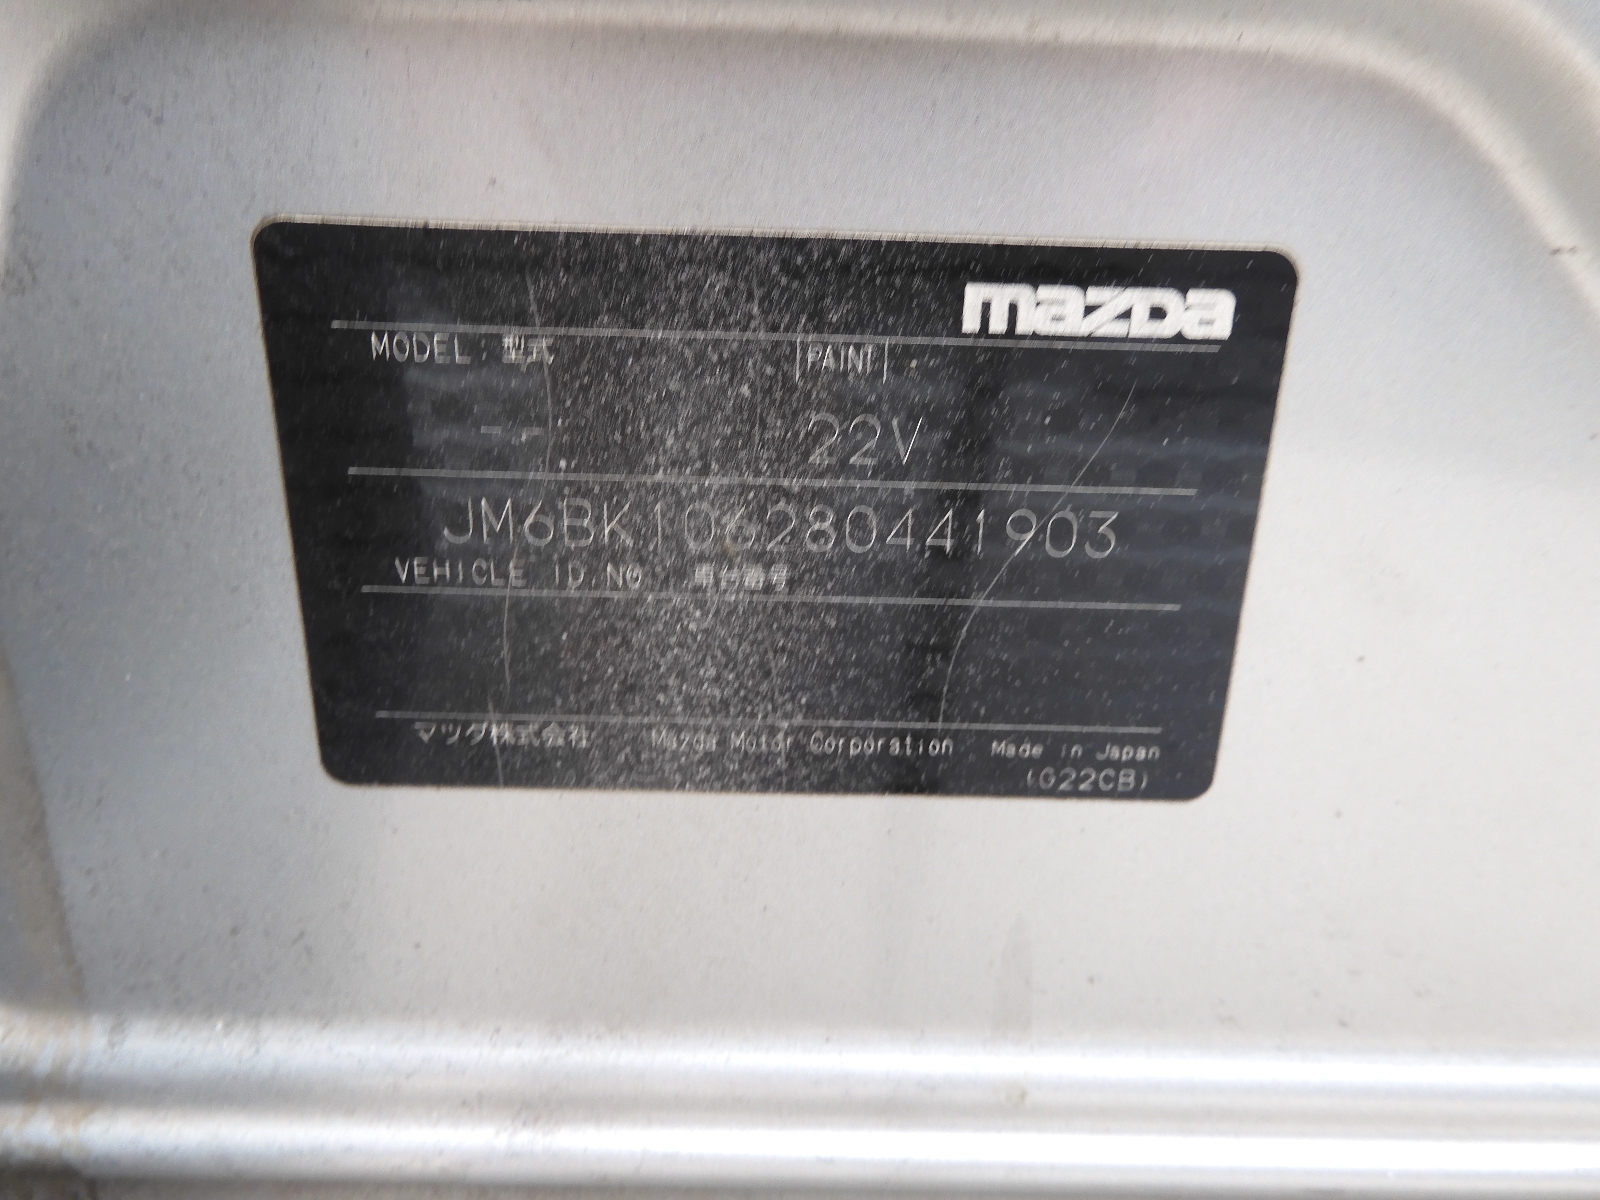 mazda
MODEL 型式 PAINT
22V
JM6BK106280441903
VEHICLE ID NO 車台番号
マツダ株式会社 Mazda Motor Corporation Made in Japan
(G22CB)